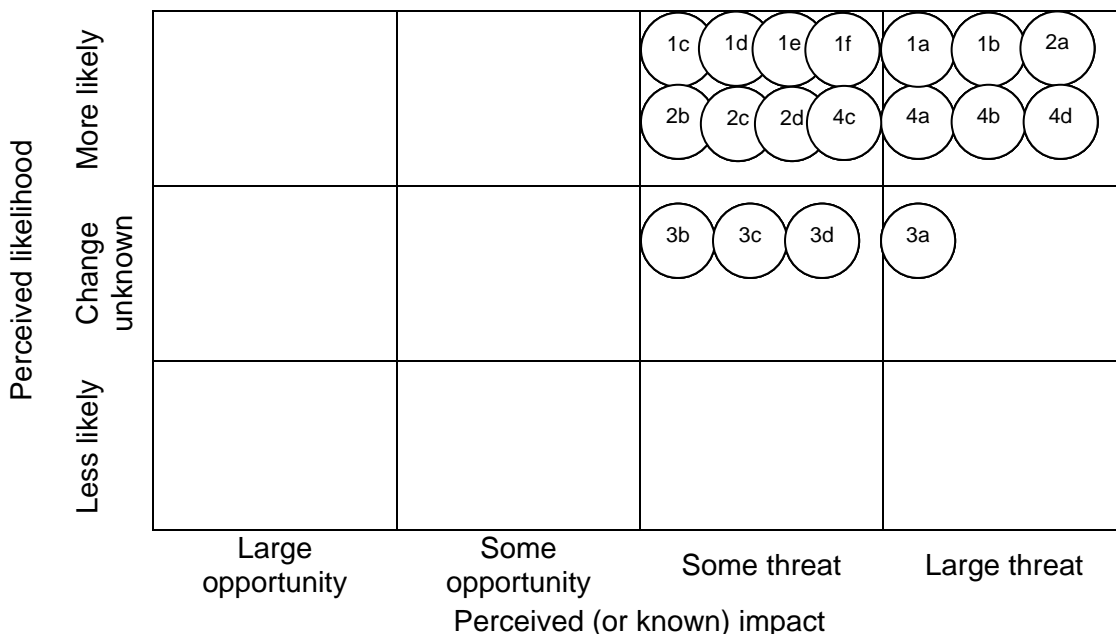 Perceived likelihood
More likely
1c 1d 1e 1f 1a 1b 2a
2b 2c 2d 4c 4a 4b 4d
Change
unknown
3b 3c 3d 3a
Less likely
Large
opportunity
Some
opportunity
Some threat
Large threat
Perceived (or known) impact